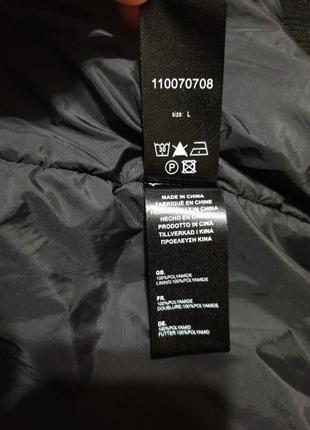 110070708
size: L
30
P
MADE IN CHINA
FABRIQUÉ EN CHINE
HECHO EN
PRODOTTO IN CINA
TILLVERKAD I KINA
ΠΡΟΕΛΕΥΣΗ ΚΙΝΑ
GB:
100%POLYAMIDE
LINING:100%POLYAMIDE
FR:
100%POLYAMIDE
DOUBLURE:100%POLYAMIDE
DE:
100%POLYAMID
FUTTER:100%POLYAMID